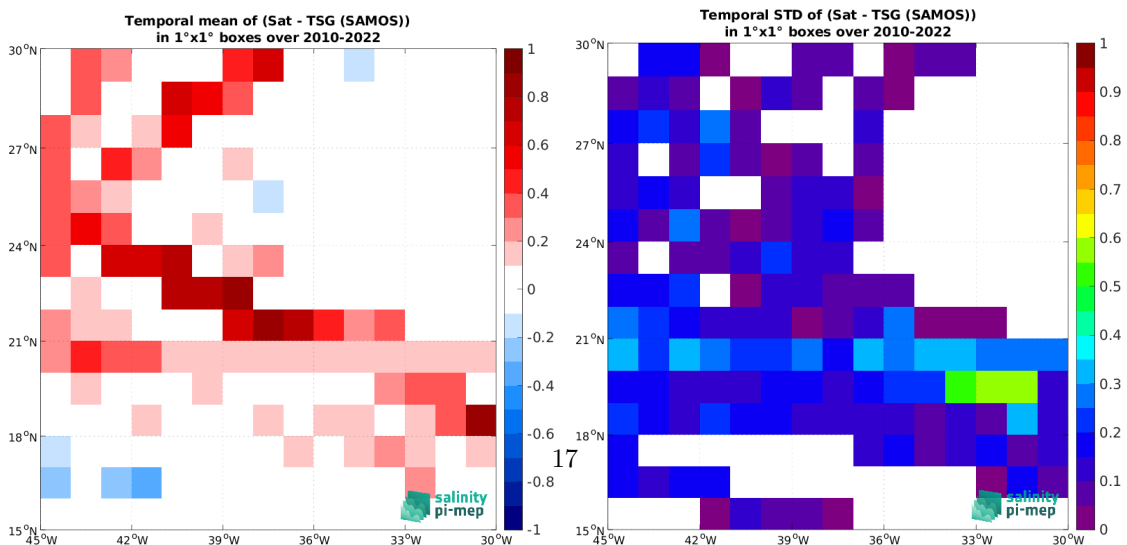 Temporal mean of (Sat - TSG (SAMOS))
in 1°x1° boxes over 2010-2022
30°N
27°N
24°N
21°N
18°N
15°N
45°W
42°W
39°W
36°W
33°W
30°W
1
0.8
0.6
0.4
0.2
0
-0.2
-0.4
-0.6
-0.8
-1
salinity
pi-mep
17
Temporal STD of (Sat - TSG (SAMOS))
in 1°x1° boxes over 2010-2022
30°N
27°N
24°N
21°N
18°N
15°N
45°W
42°W
39°W
36°W
33°W
30°W
1
0.9
0.8
0.7
0.6
0.5
0.4
0.3
0.2
0.1
0
salinity
pi-mep